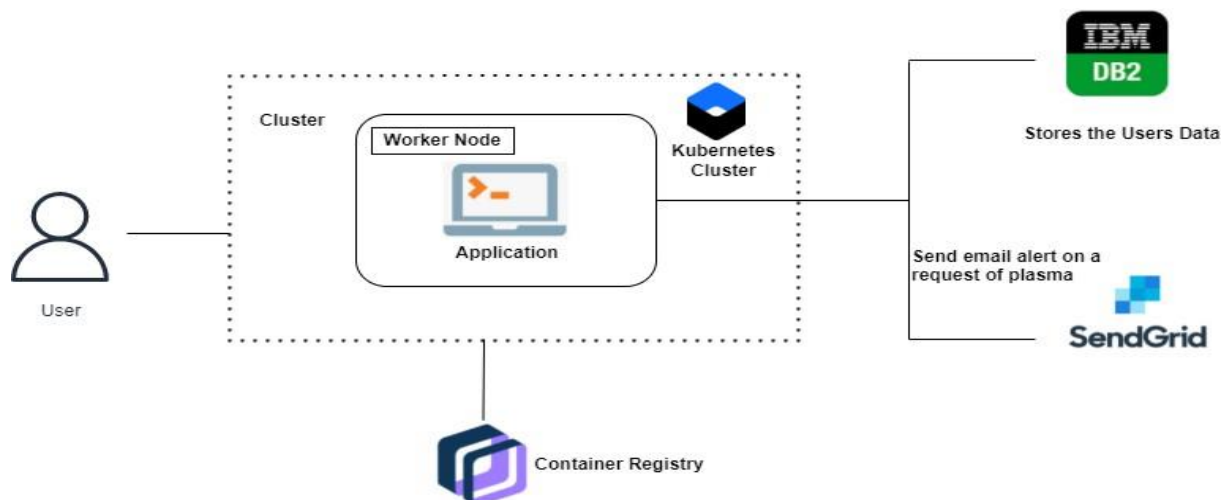 IBM
DB2
Stores the Users Data
Cluster
Worker Node
Kubernetes
Cluster
Application
User
Send email alert on a
request of plasma
SendGrid
Container Registry